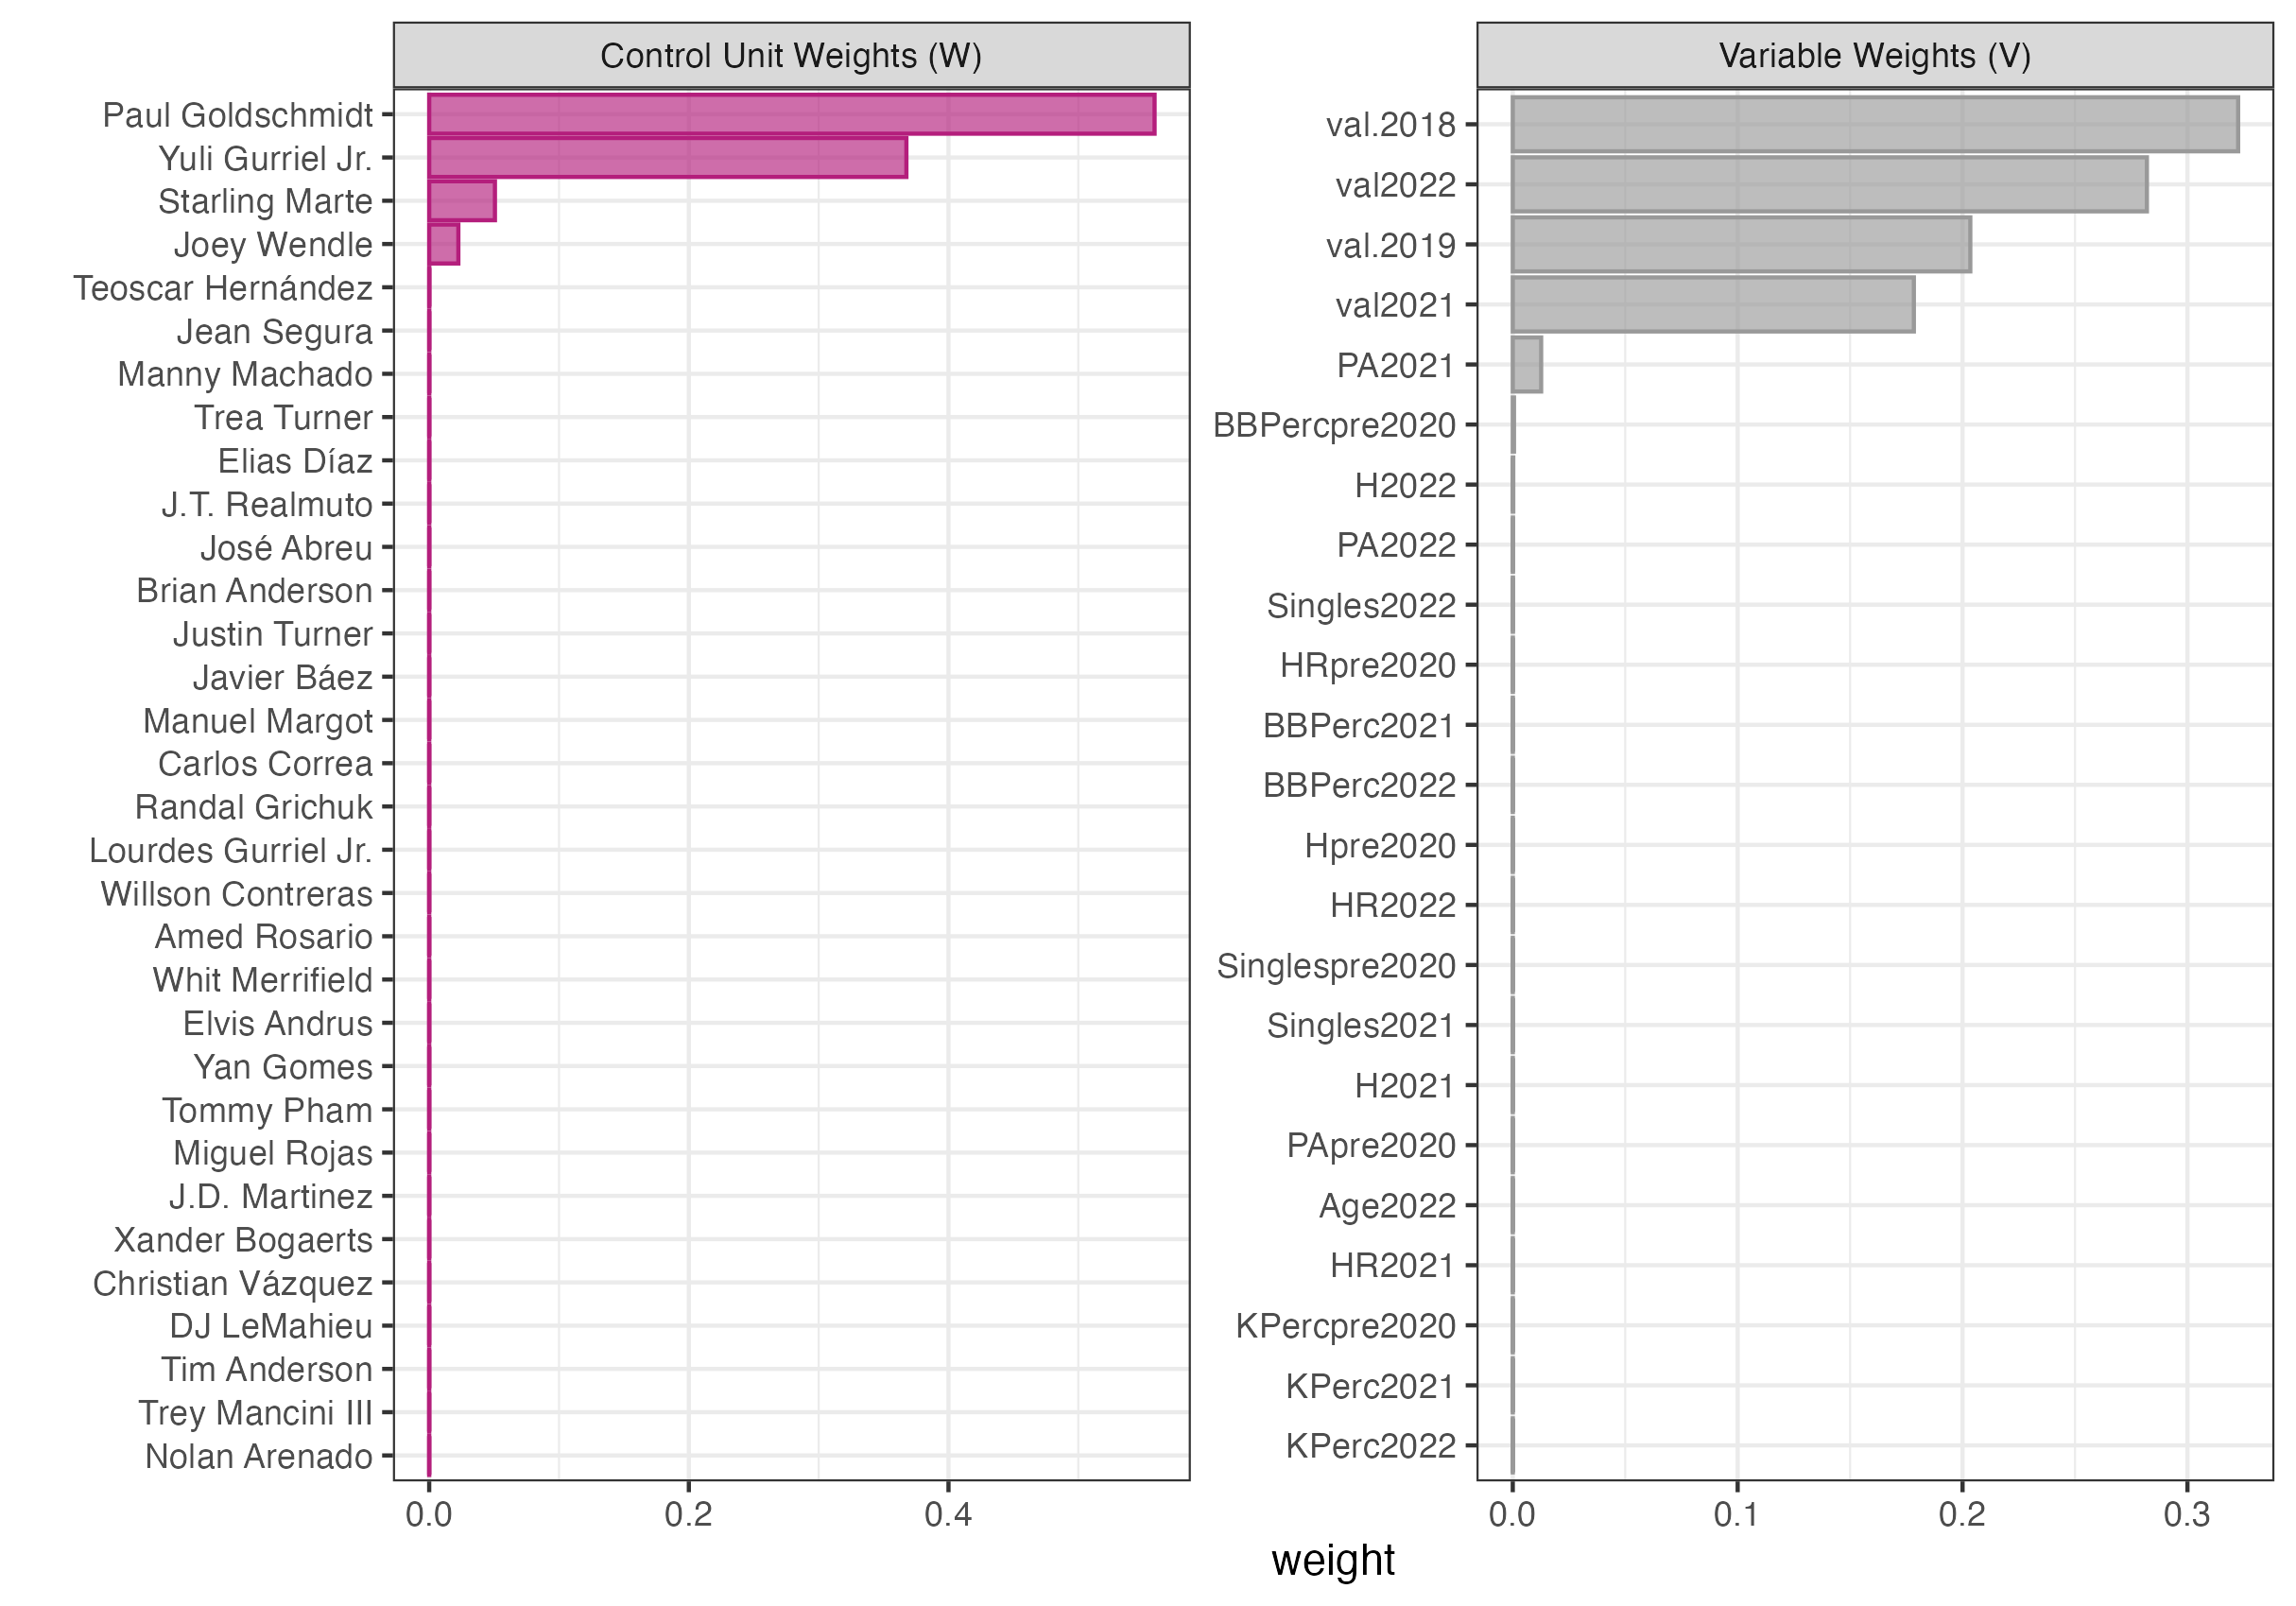 Control Unit Weights (W)
Paul Goldschmidt
Yuli Gurriel Jr.
Starling Marte
Joey Wendle
Teoscar Hernández
Jean Segura
Manny Machado
Trea Turner
Elias Díaz
J.T. Realmuto
José Abreu
Brian Anderson
Justin Turner
Javier Báez
Manuel Margot
Carlos Correa
Randal Grichuk
Lourdes Gurriel Jr.
Willson Contreras
Amed Rosario
Whit Merrifield
Elvis Andrus
Yan Gomes
Tommy Pham
Miguel Rojas
J.D. Martinez
Xander Bogaerts
Christian Vázquez
DJ LeMahieu
Tim Anderson
Trey Mancini III
Nolan Arenado
0.0 0.2 0.4
Variable Weights (V)
val.2018
val2022
val.2019
val2021
PA2021
BBPercpre2020
H2022
PA2022
Singles2022
HRpre2020
BBPerc2021
BBPerc2022
Hpre2020
HR2022
Singlespre2020
Singles2021
H2021
PApre2020
Age2022
HR2021
KPercpre2020
KPerc2021
KPerc2022
0.0 0.1 0.2 0.3
weight